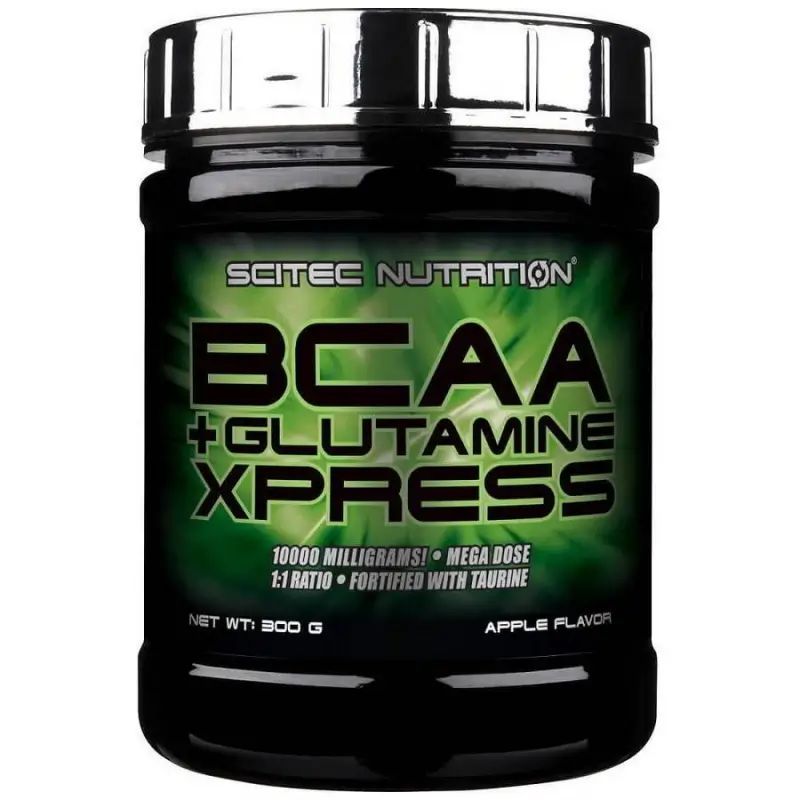 SCITEC NUTRITION®
BCAA
+GLUTAMINE
XPRESS
10000 MILLIGRAMS! • MEGA DOSE
1:1 RATIO • FORTIFIED WITH TAURINE
NET WT: 300 G APPLE FLAVOR